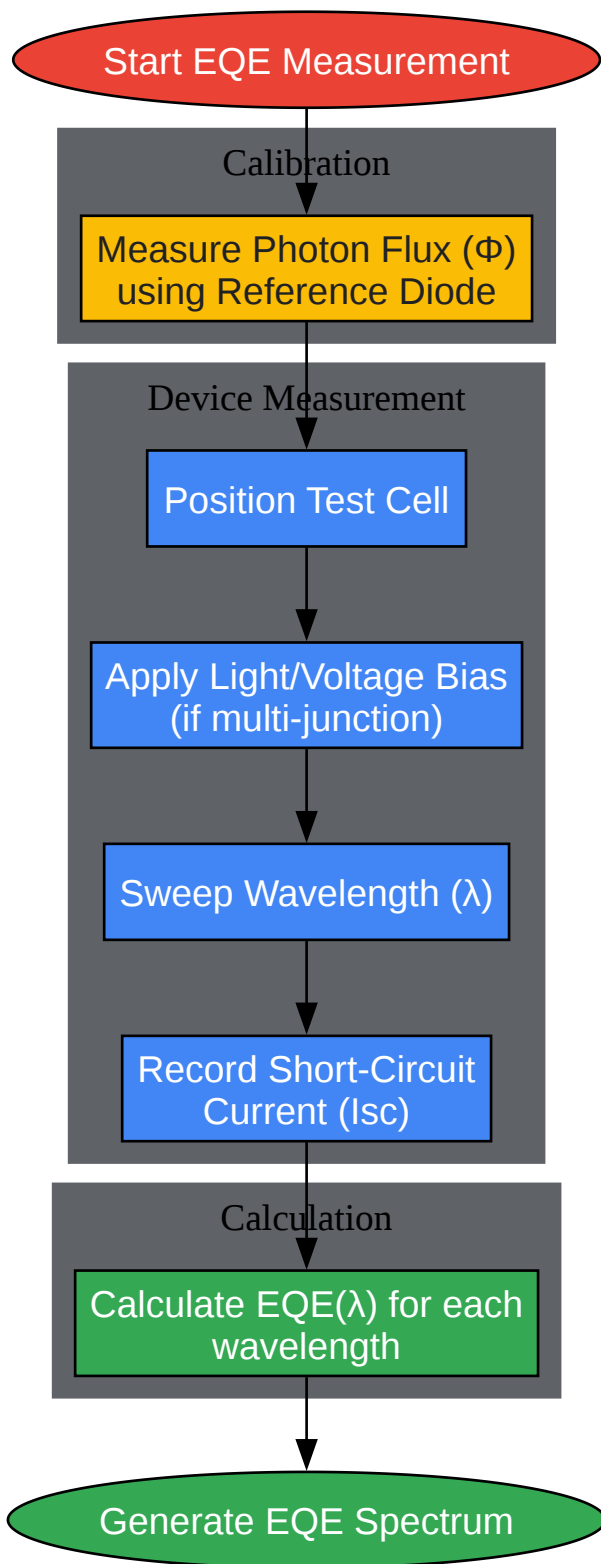 Start EQE Measurement
Calibration
Measure Photon Flux (Φ)
using Reference Diode
Device Measurement
Position Test Cell
Apply Light/Voltage Bias
(if multi-junction)
Sweep Wavelength (λ)
Record Short-Circuit
Current (Isc)
Calculation
Calculate EQE(λ) for each
wavelength
Generate EQE Spectrum